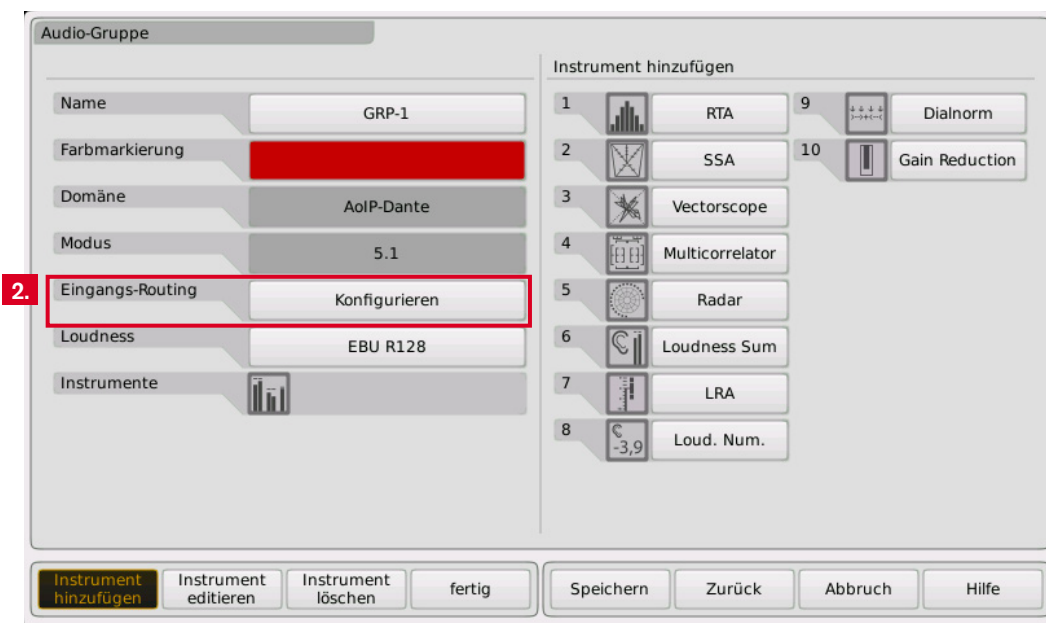 Audio-Gruppe
Instrument hinzufügen
Name
GRP-1
Farbmarkierung
Domäne
AoIP-Dante
Modus
5.1
2.
Eingangs-Routing
Konfigurieren
Loudness
EBU R128
Instrumente
1
RTA
2
SSA
3
Vectorscope
4
Multicorrelator
5
Radar
6
Loudness Sum
7
LRA
8
-3,9
Loud. Num.
9
Dialnorm
10
Gain Reduction
Instrument
hinzufügen
Instrument
editieren
Instrument
löschen
fertig
Speichern
Zurück
Abbruch
Hilfe